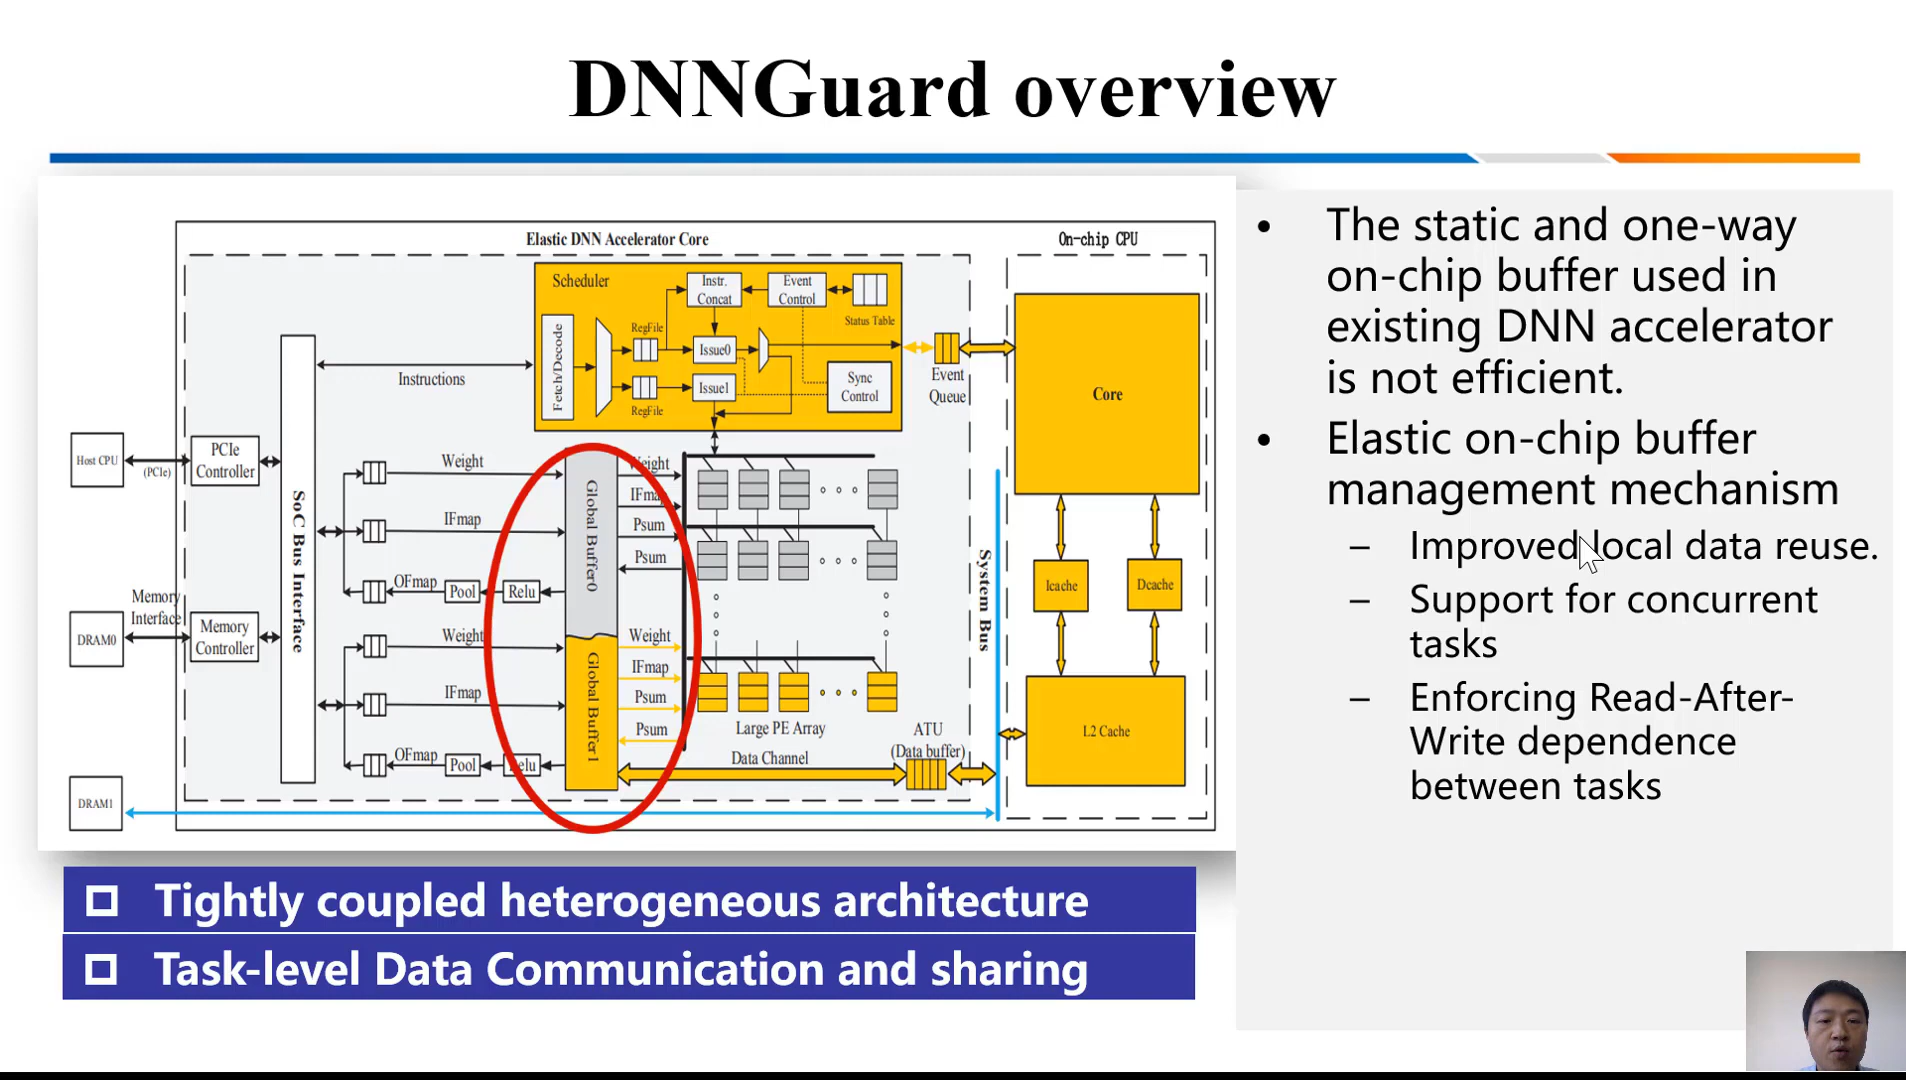 DNNGuard overview
Elastic DNN Accelerator Core
On-chip CPU
Scheduler
Instr.
Concat
Event
Control
Status Table
Fetch/Decode
RegFile
Issue0
RegFile
Issue1
Sync
Control
Event
Queue
Core
Instructions
Host CPU
(PCIe)
PCIe
Controller
SoC Bus Interface
Weight
IFmap
OFmap
Pool
Relu
Global Buffer0
Weight
IFmap
Psum
Psum
Memory
Interface
DRAM0
Memory
Controller
Weight
IFmap
OFmap
Pool
Relu
Global Buffer1
Weight
IFmap
Psum
Psum
Large PE Array
Data Channel
ATU
(Data buffer)
System Bus
Icache
Dcache
L2 Cache
DRAM1
• The static and one-way
on-chip buffer used in
existing DNN accelerator
is not efficient.
• Elastic on-chip buffer
management mechanism
– Improved local data reuse.
– Support for concurrent
tasks
– Enforcing Read-After-
Write dependence
between tasks
Tightly coupled heterogeneous architecture
Task-level Data Communication and sharing